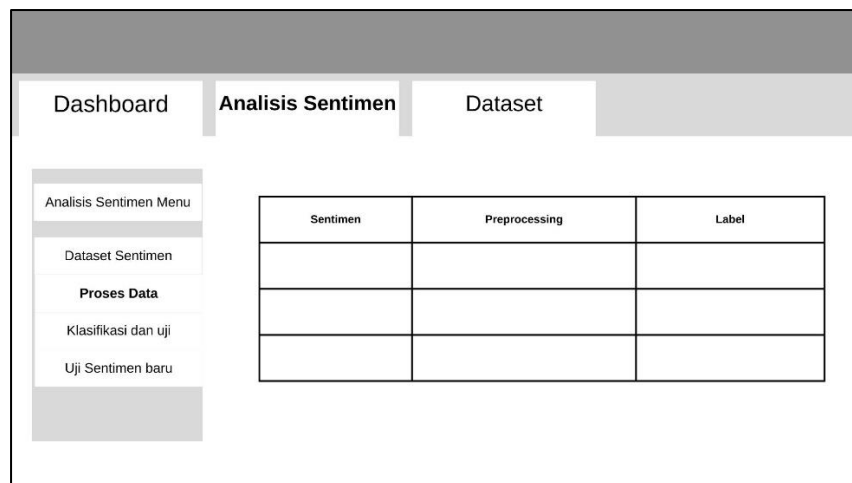 Dashboard
Analisis Sentimen
Dataset
Analisis Sentimen Menu
Dataset Sentimen
Proses Data
Klasifikasi dan uji
Uji Sentimen baru
Sentimen
Preprocessing
Label